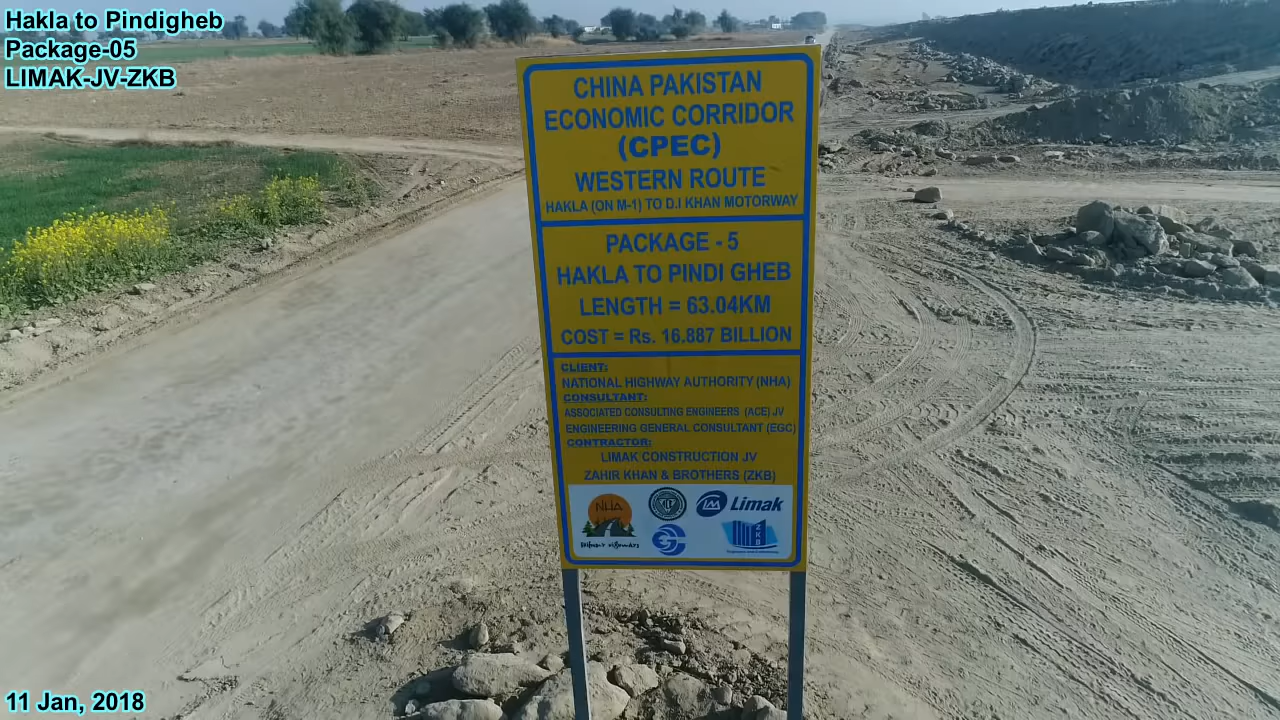 Hakla to Pindigheb
Package-05
LIMAK-JV-ZKB
CHINA PAKISTAN
ECONOMIC CORRIDOR
(CPEC)
WESTERN ROUTE
HAKLA (ON M-1) TO D.I KHAN MOTORWAY
PACKAGE - 5
HAKLA TO PINDI GHEB
LENGTH = 63.04KM
COST = Rs. 16.887 BILLION
CLIENT:
NATIONAL HIGHWAY AUTHORITY (NHA)
CONSULTANT:
ASSOCIATED CONSULTING ENGINEERS (ACE) JV
ENGINEERING GENERAL CONSULTANT (EGC)
CONTRACTOR:
LIMAK CONSTRUCTION JV
ZAHIR KHAN & BROTHERS (ZKB)
NHA
Limak
ZKB
11 Jan, 2018